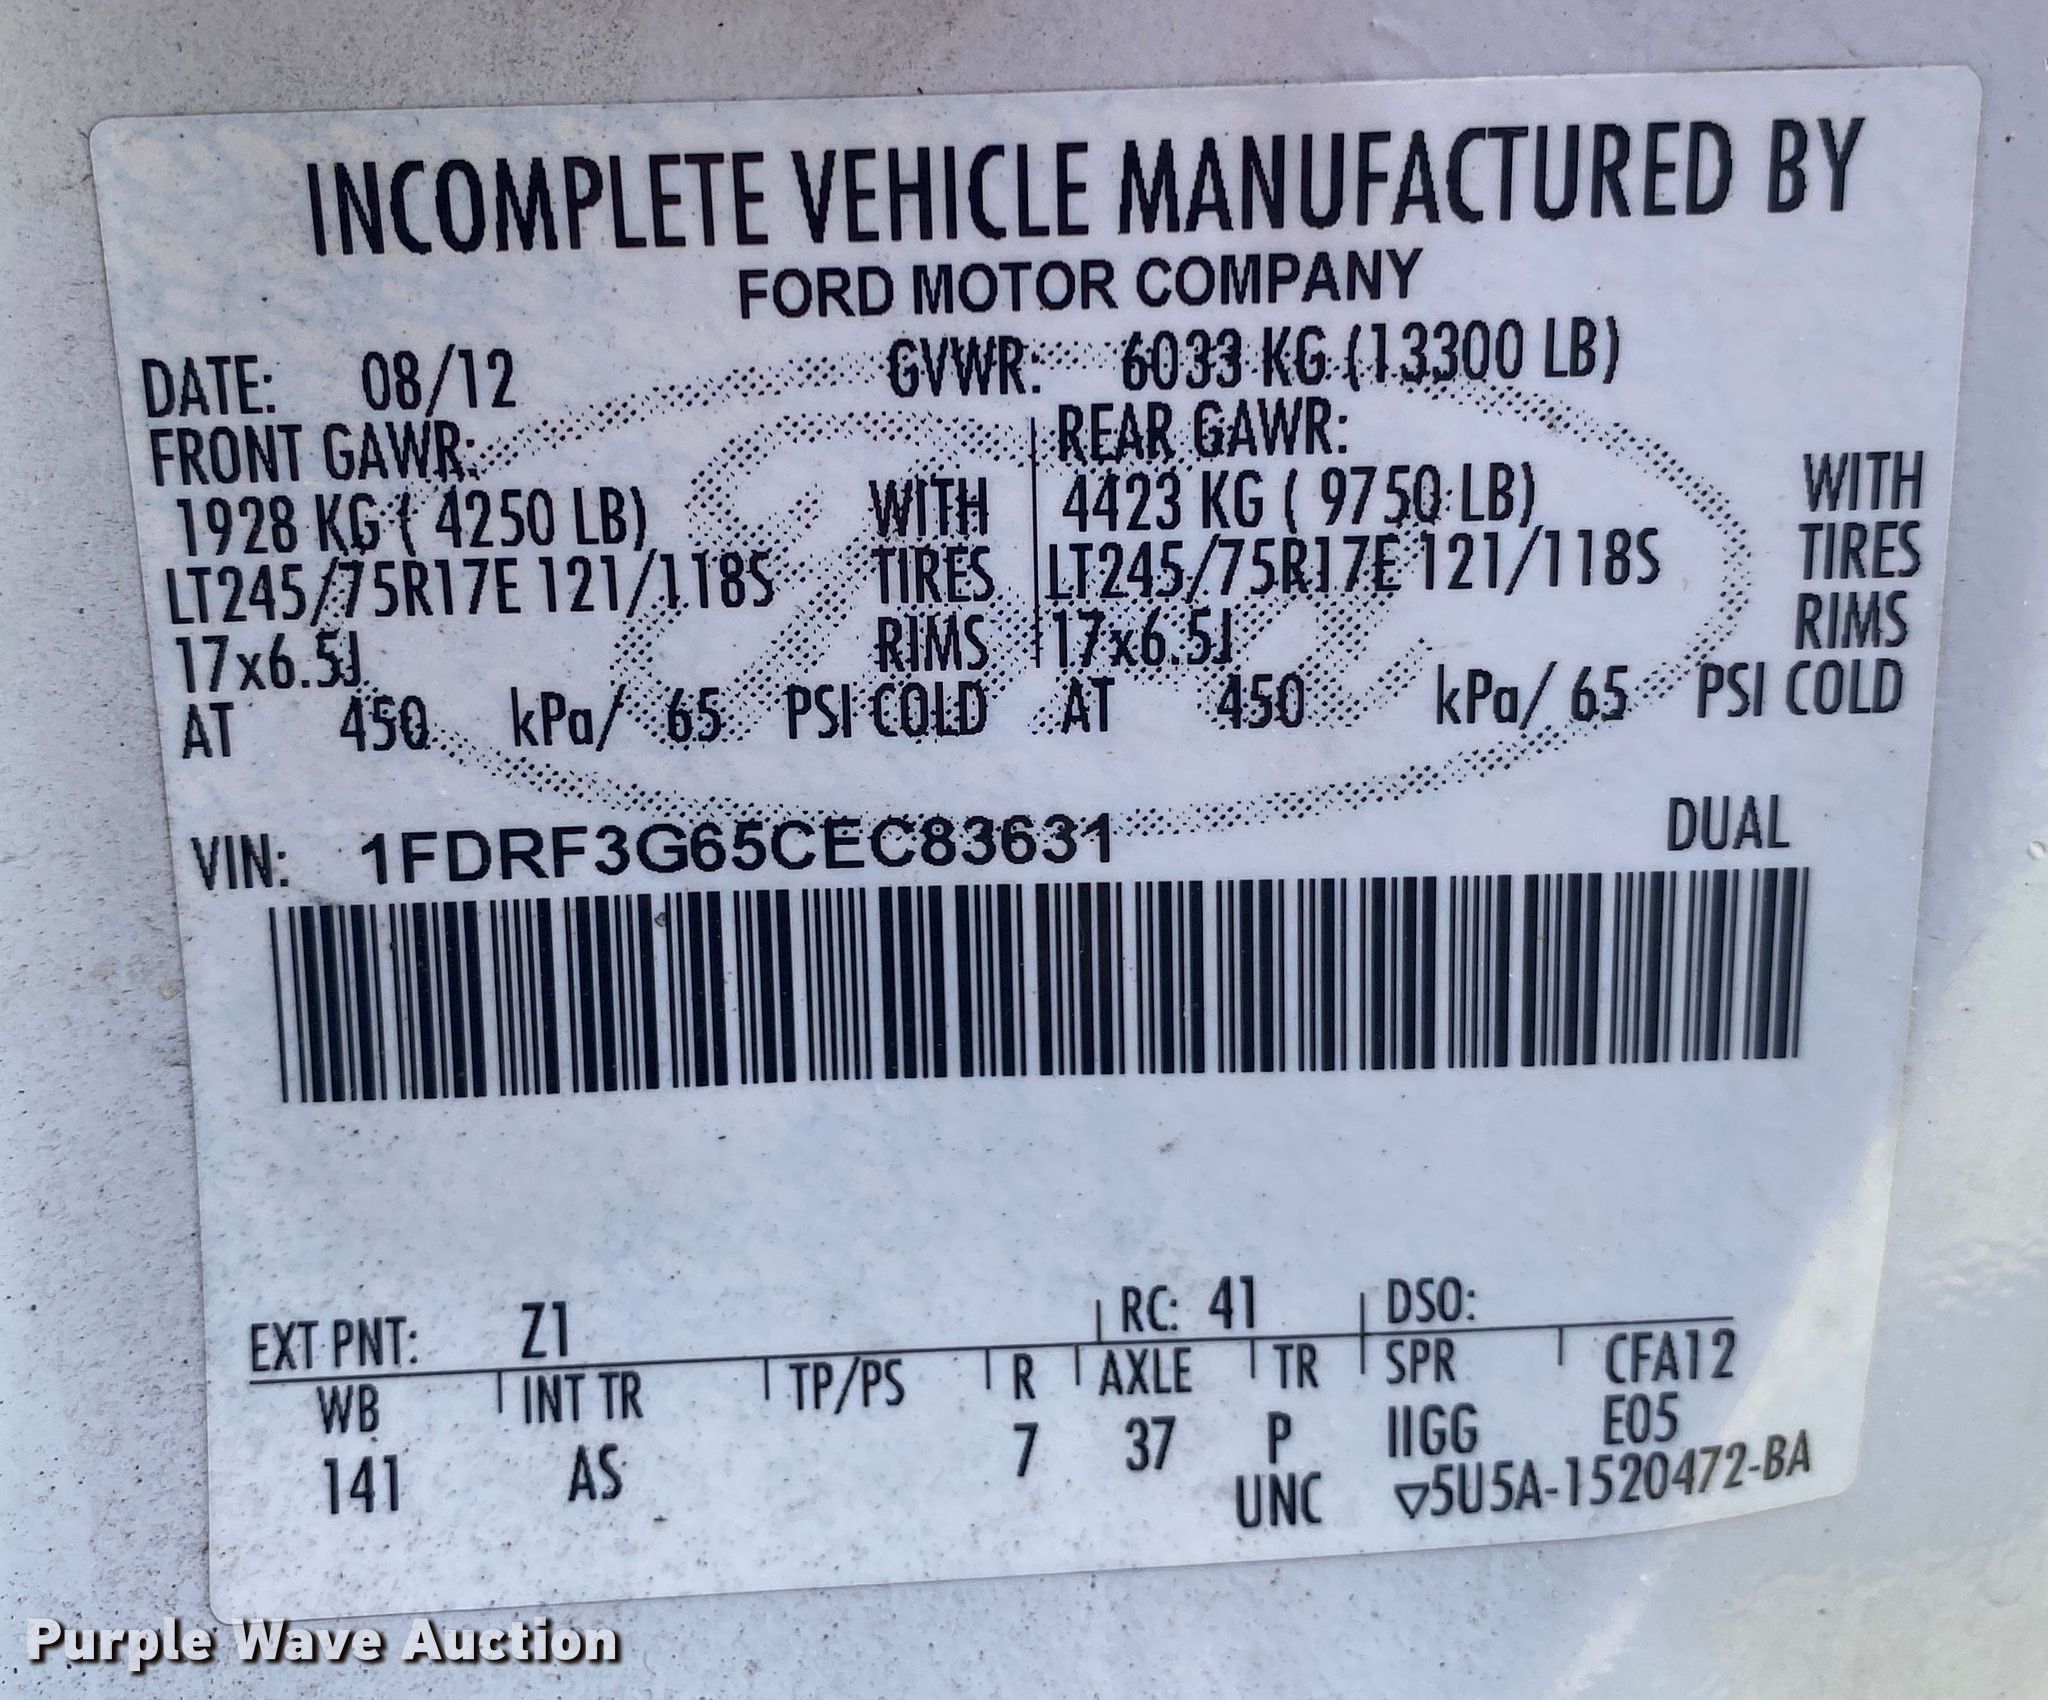 INCOMPLETE VEHICLE MANUFACTURED BY
FORD MOTOR COMPANY
DATE: 08/12 GVWR: 6033 KG (13300 LB)
FRONT GAWR: REAR GAWR:
1928 KG ( 4250 LB) WITH 4423 KG ( 9750 LB) WITH
LT245/75R17E 121/118S TIRES LT245/75R17E 121/118S TIRES
17x6.5J RIMS 17x6.5J RIMS
AT 450 kPa/ 65 PSI COLD AT 450 kPa/ 65 PSI COLD
VIN: 1FDRF3G65CEC83631 DUAL
EXT PNT: Z1 RC: 41 DSO:
WB INT TR TP/PS R AXLE TR SPR CFA12
141 AS 7 37 P IIGG E05
UNC ▽5U5A-1520472-BA
Purple Wave Auction